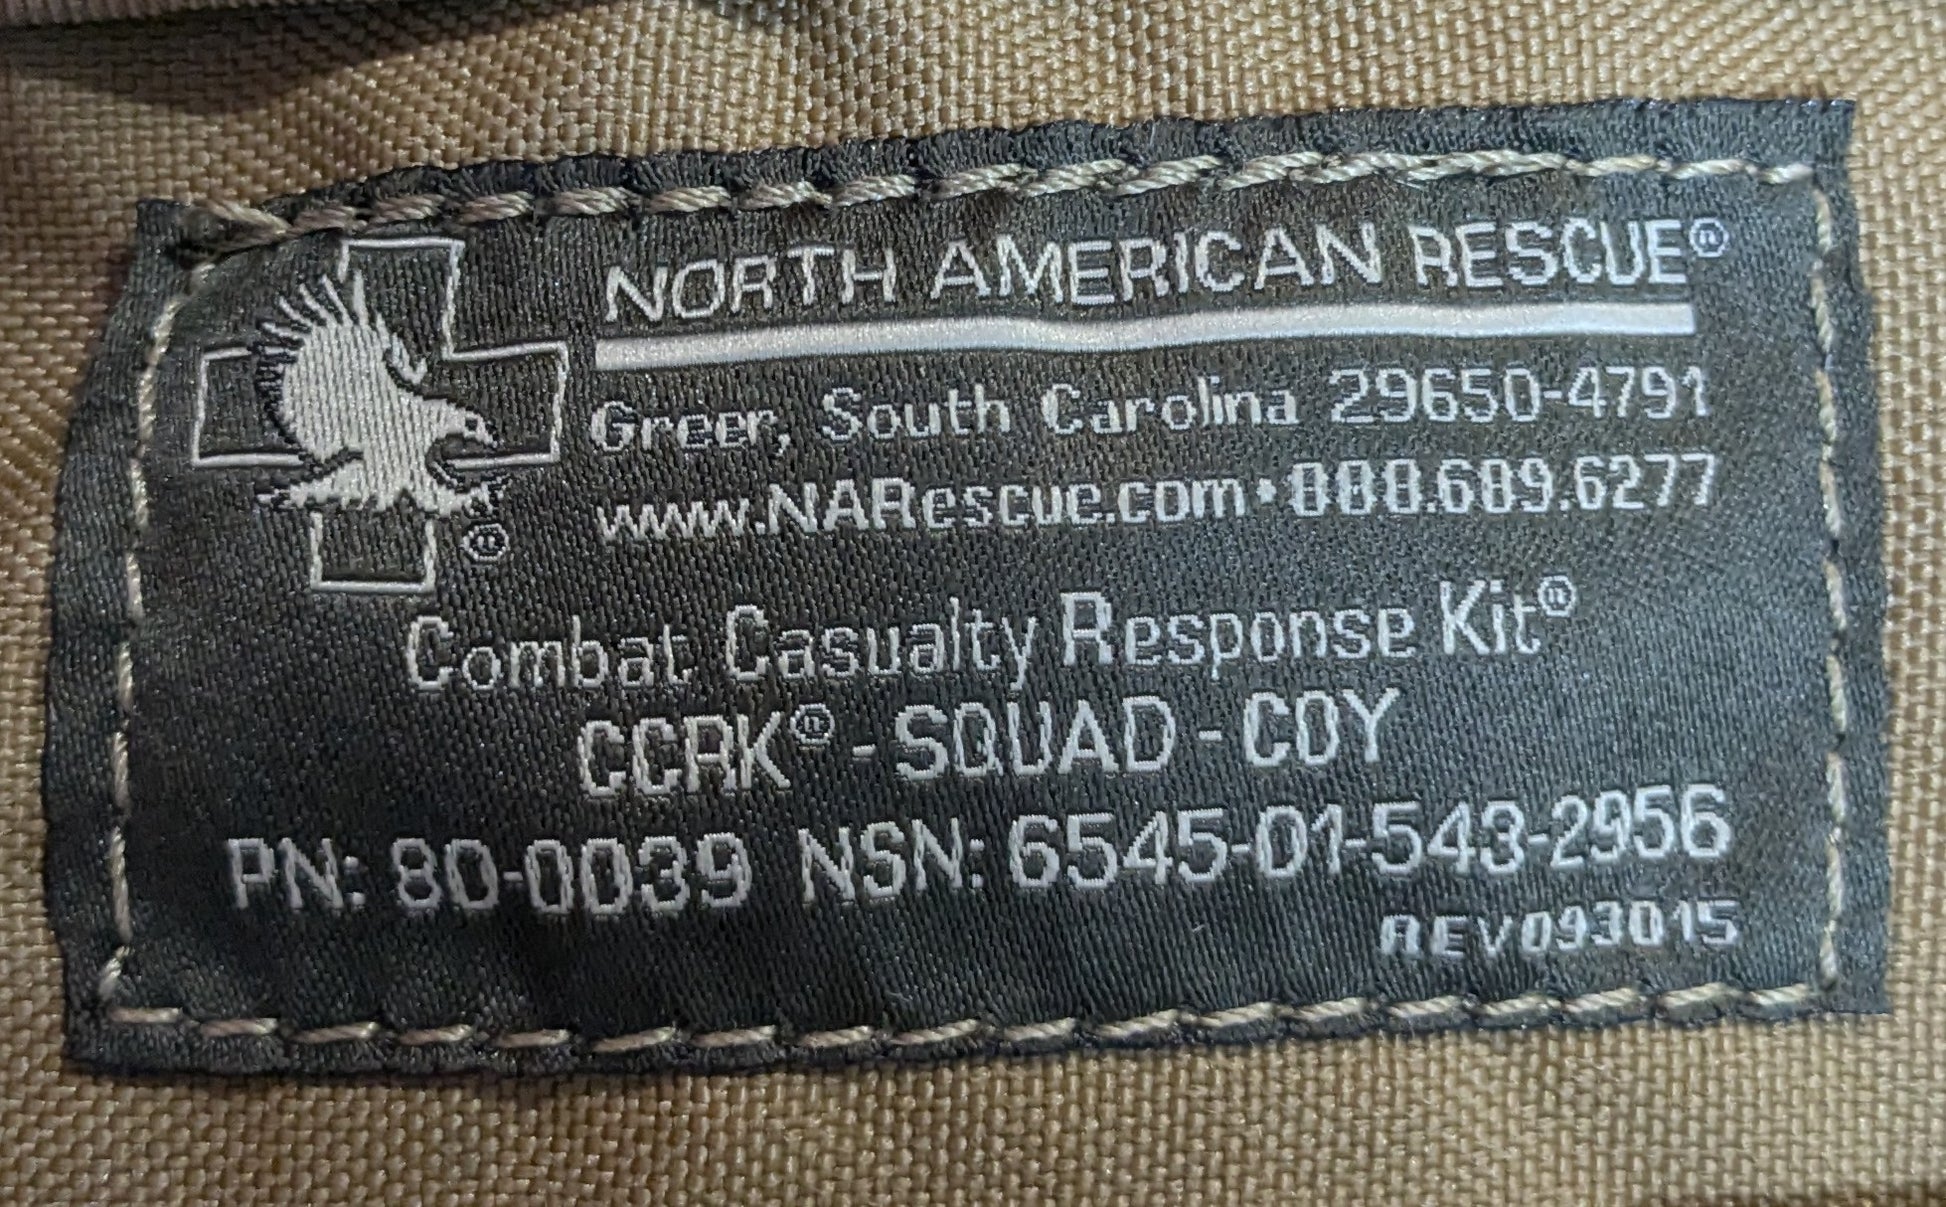 NORTH AMERICAN RESCUE®
Greer, South Carolina 29650-4791
www.NARescue.com•888.689.6277
®
Combat Casualty Response Kit®
CCRK® - SQUAD - COY
PN: 80-0039 NSN: 6545-01-543-2956
REV093015